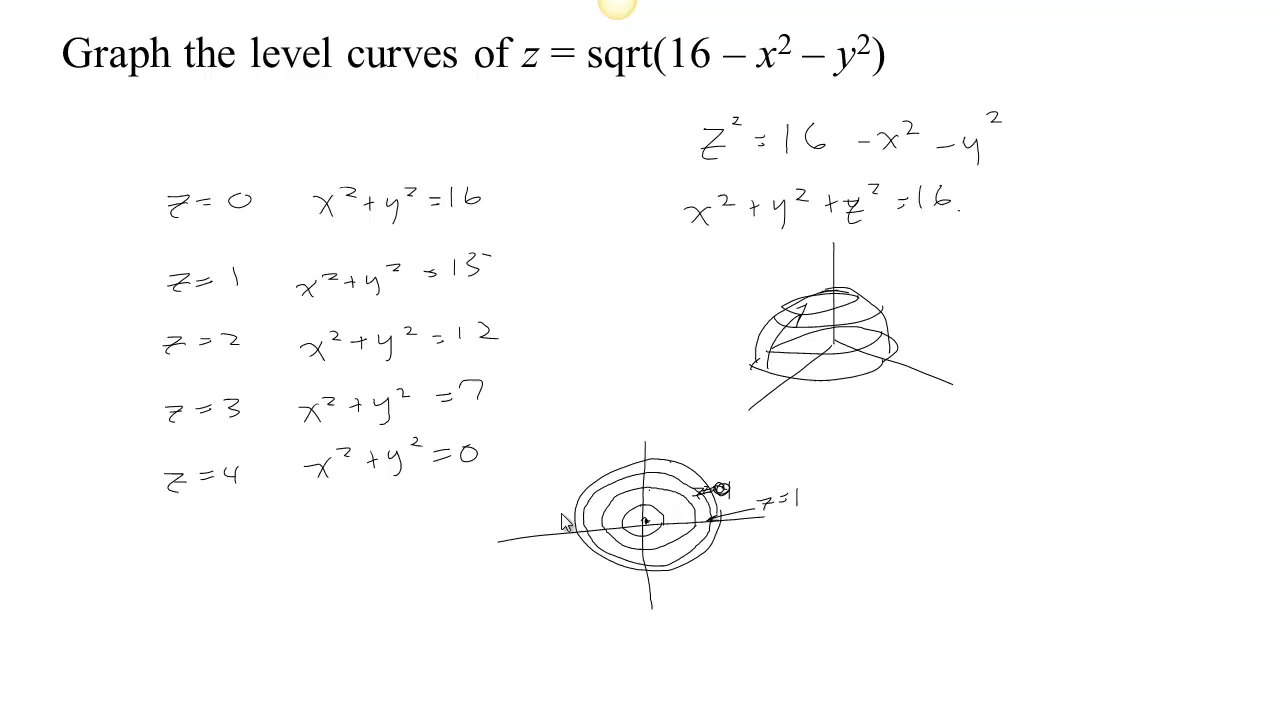 Graph the level curves of z = sqrt(16 – x² – y²)
z² = 16 - x² - y²
x² + y² + z² = 16.
z = 0 x² + y² = 16
z = 1 x² + y² = 15
z = 2 x² + y² = 12
z = 3 x² + y² = 7
z = 4 x² + y² = 0
z = 1